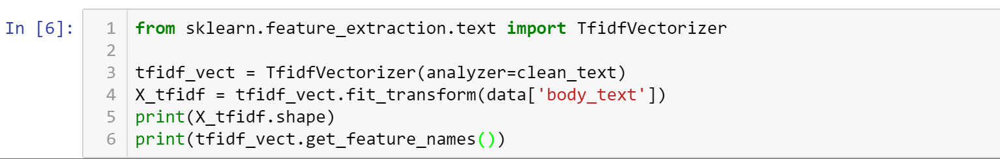 In [6]:
1 from sklearn.feature_extraction.text import TfidfVectorizer
2
3 tfidf_vect = TfidfVectorizer(analyzer=clean_text)
4 X_tfidf = tfidf_vect.fit_transform(data['body_text'])
5 print(X_tfidf.shape)
6 print(tfidf_vect.get_feature_names())